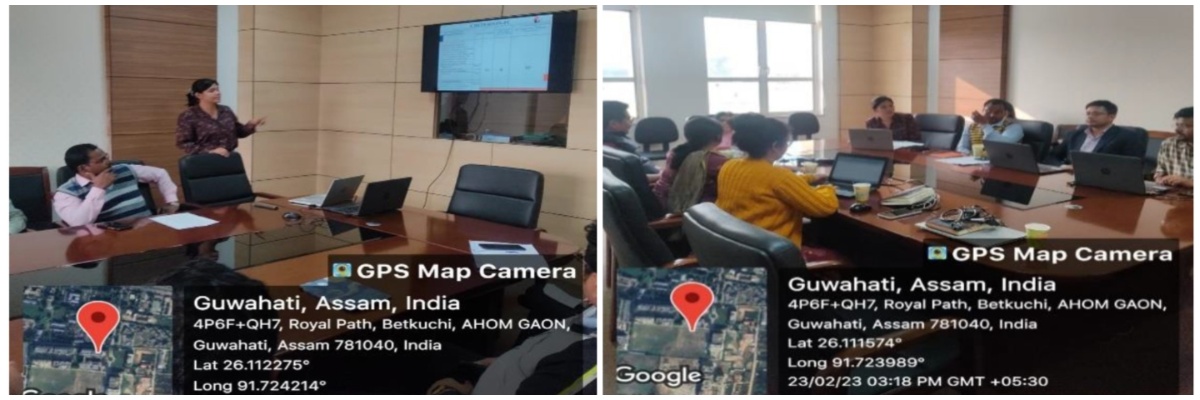 GPS Map Camera
Guwahati, Assam, India
4P6F+QH7, Royal Path, Betkuchi, AHOM GAON,
Guwahati, Assam 781040, India
Lat 26.112275°
Long 91.724214°
GPS Map Camera
Guwahati, Assam, India
4P6F+QH7, Royal Path, Betkuchi, AHOM GAON,
Guwahati, Assam 781040, India
Lat 26.111574°
Long 91.723989°
23/02/23 03:18 PM GMT +05:30
Google